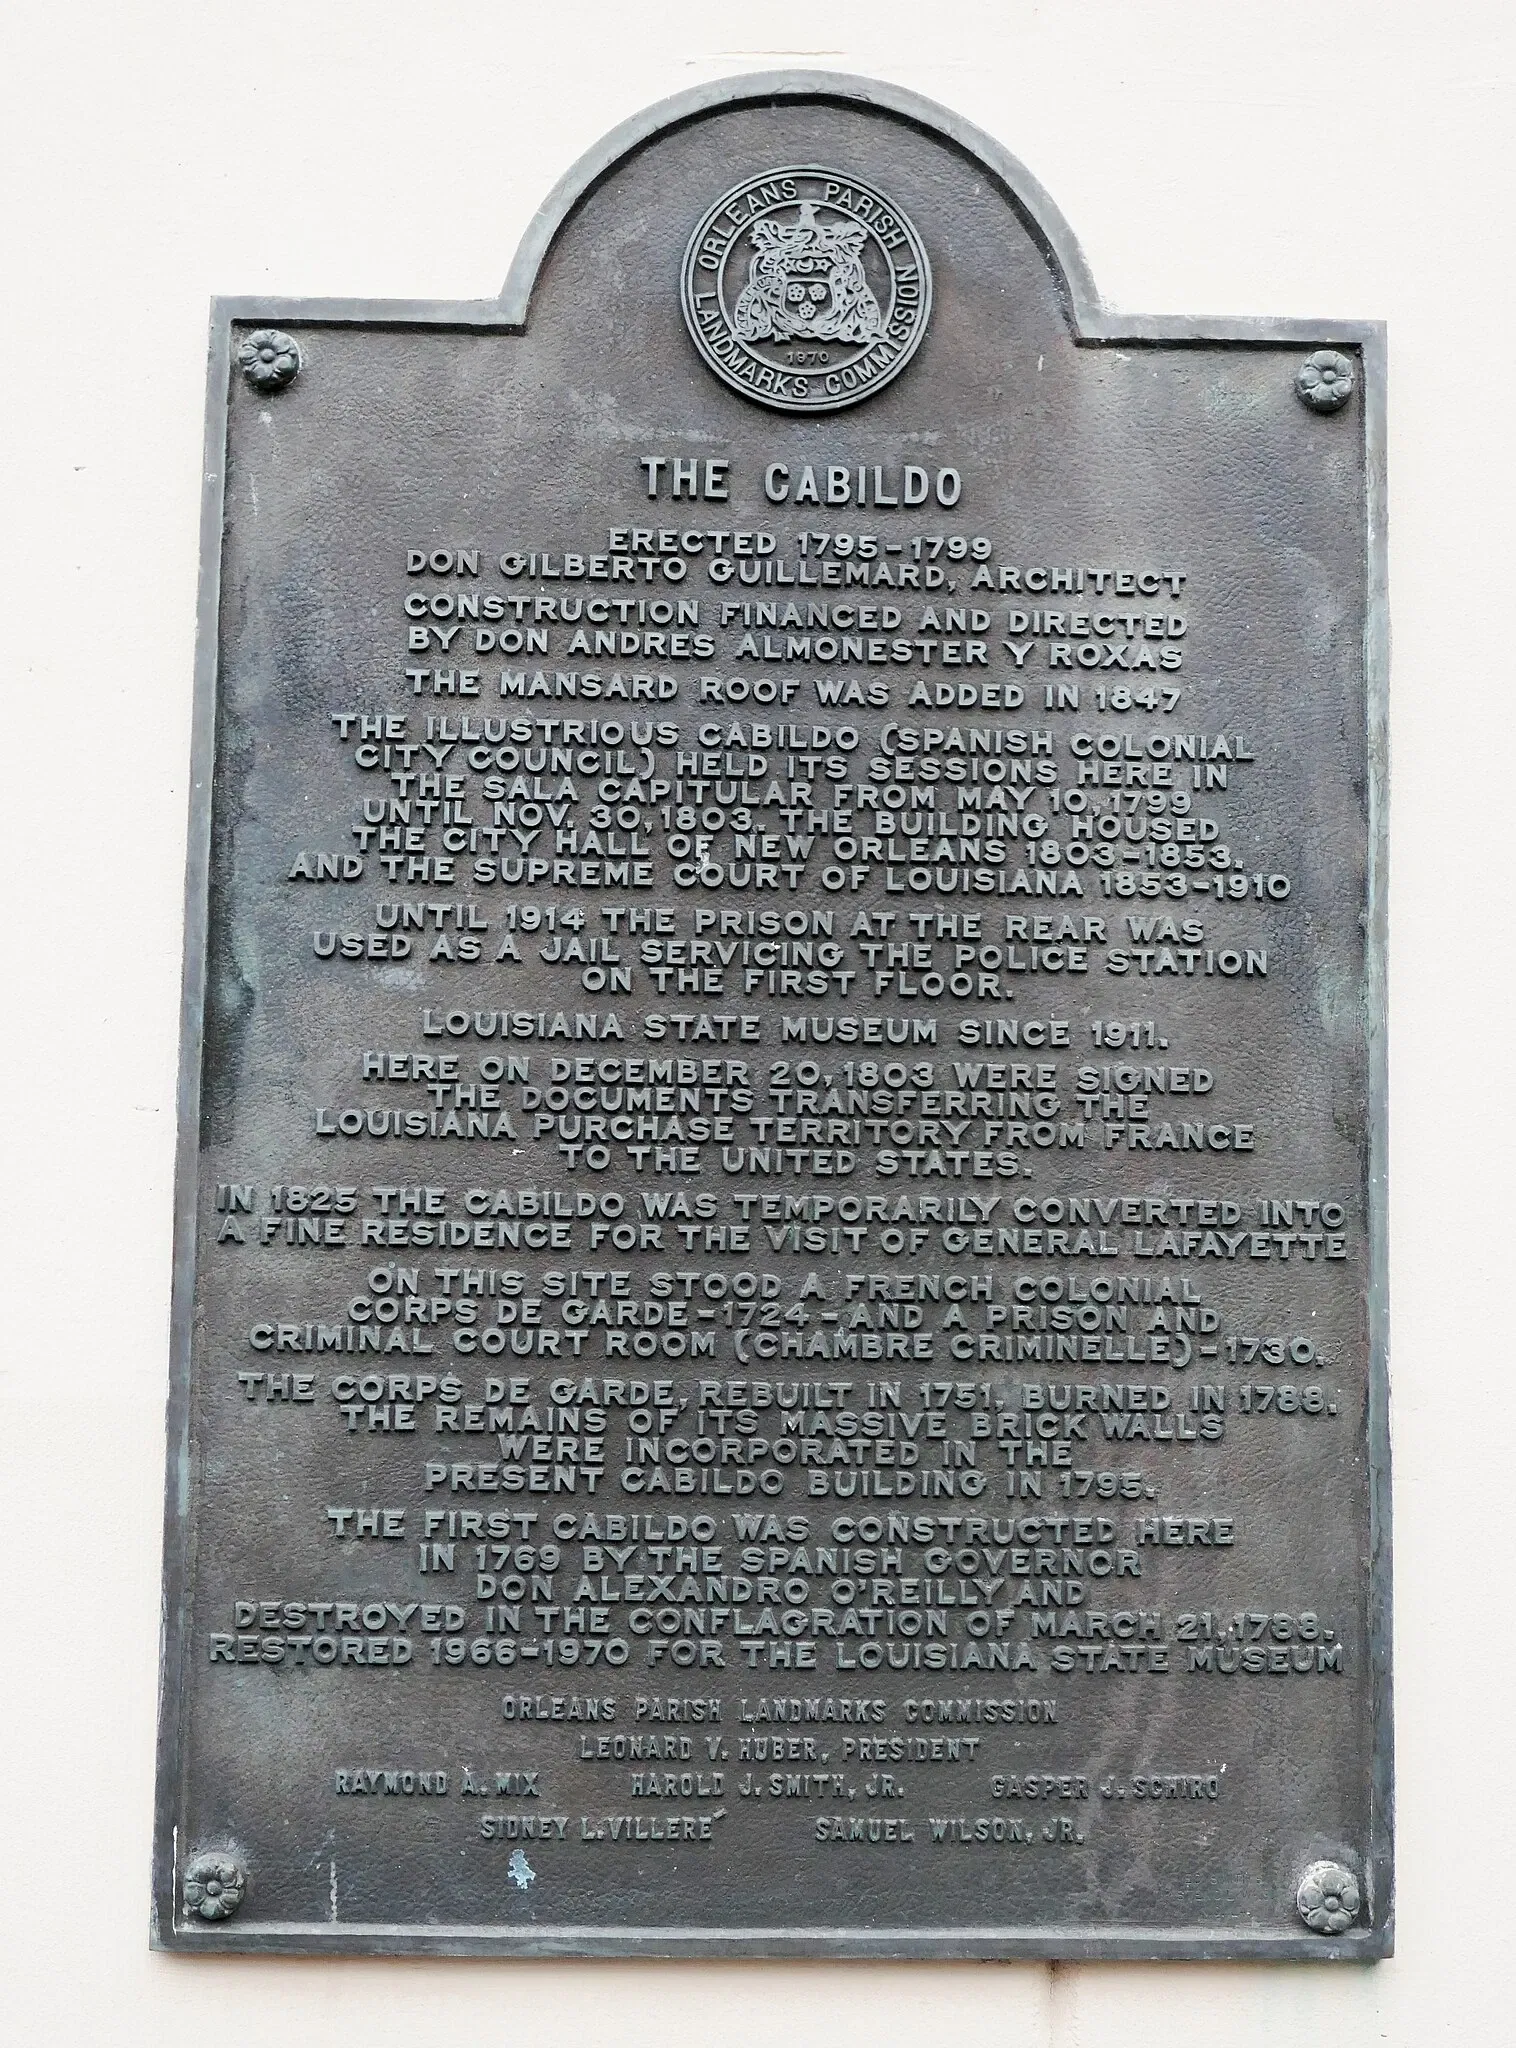 ORLEANS PARISH
LANDMARKS COMMISSION
1970
THE CABILDO
ERECTED 1795-1799
DON GILBERTO GUILLEMARD, ARCHITECT
CONSTRUCTION FINANCED AND DIRECTED
BY DON ANDRES ALMONESTER Y ROXAS
THE MANSARD ROOF WAS ADDED IN 1847
THE ILLUSTRIOUS CABILDO (SPANISH COLONIAL
CITY COUNCIL) HELD ITS SESSIONS HERE IN
THE SALA CAPITULAR FROM MAY 10, 1799
UNTIL NOV. 30, 1803. THE BUILDING HOUSED
THE CITY HALL OF NEW ORLEANS 1803-1853.
AND THE SUPREME COURT OF LOUISIANA 1853-1910
UNTIL 1914 THE PRISON AT THE REAR WAS
USED AS A JAIL SERVICING THE POLICE STATION
ON THE FIRST FLOOR.
LOUISIANA STATE MUSEUM SINCE 1911.
HERE ON DECEMBER 20, 1803 WERE SIGNED
THE DOCUMENTS TRANSFERRING THE
LOUISIANA PURCHASE TERRITORY FROM FRANCE
TO THE UNITED STATES.
IN 1825 THE CABILDO WAS TEMPORARILY CONVERTED INTO
A FINE RESIDENCE FOR THE VISIT OF GENERAL LAFAYETTE
ON THIS SITE STOOD A FRENCH COLONIAL
CORPS DE GARDE-1724-AND A PRISON AND
CRIMINAL COURT ROOM (CHAMBRE CRIMINELLE)-1730.
THE CORPS DE GARDE, REBUILT IN 1751, BURNED IN 1788.
THE REMAINS OF ITS MASSIVE BRICK WALLS
WERE INCORPORATED IN THE
PRESENT CABILDO BUILDING IN 1795.
THE FIRST CABILDO WAS CONSTRUCTED HERE
IN 1769 BY THE SPANISH GOVERNOR
DON ALEXANDRO O'REILLY AND
DESTROYED IN THE CONFLAGRATION OF MARCH 21, 1788.
RESTORED 1966-1970 FOR THE LOUISIANA STATE MUSEUM
ORLEANS PARISH LANDMARKS COMMISSION
LEONARD V. HUBER, PRESIDENT
RAYMOND A. MIX HAROLD J. SMITH, JR. GASPER J. SCHIRO
SIDNEY L. VILLERE SAMUEL WILSON, JR.